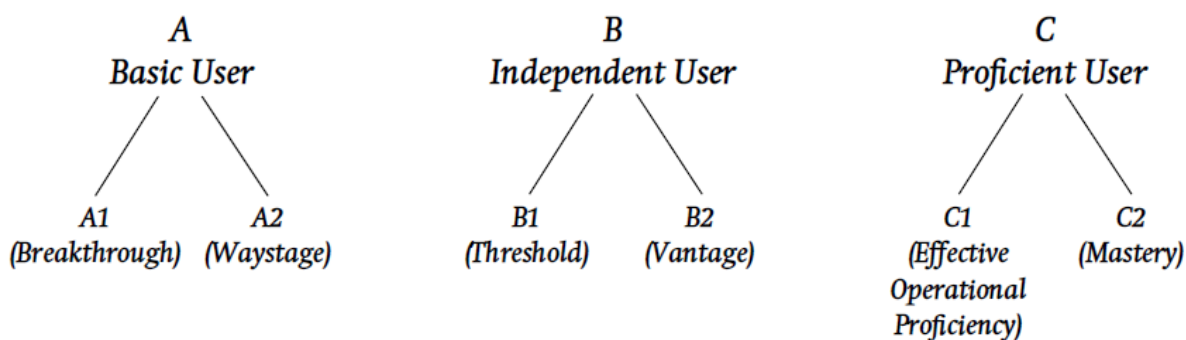 A
Basic User
B
Independent User
C
Proficient User
A1
(Breakthrough)
A2
(Waystage)
B1
(Threshold)
B2
(Vantage)
C1
(Effective
Operational
Proficiency)
C2
(Mastery)